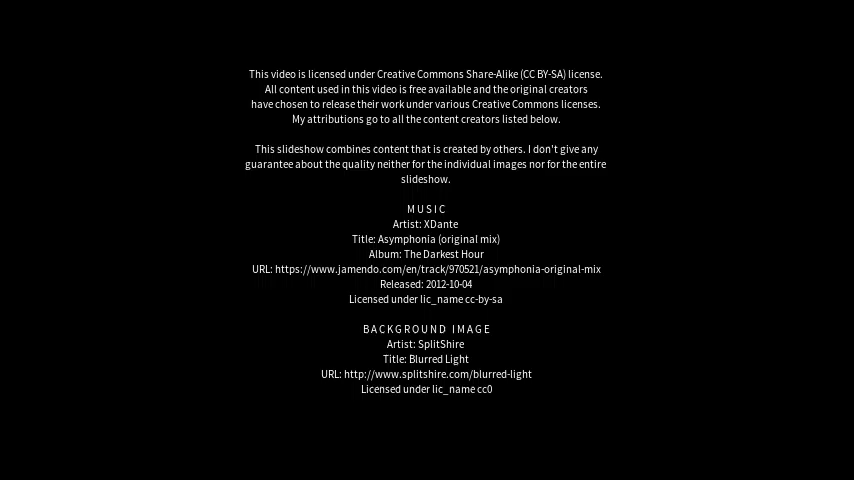 This video is licensed under Creative Commons Share-Alike (CC BY-SA) license.
All content used in this video is free available and the original creators
have chosen to release their work under various Creative Commons licenses.
My attributions go to all the content creators listed below.
This slideshow combines content that is created by others. I don't give any
guarantee about the quality neither for the individual images nor for the entire
slideshow.
MUSIC
Artist: XDante
Title: Asymphonia (original mix)
Album: The Darkest Hour
URL: https://www.jamendo.com/en/track/970521/asymphonia-original-mix
Released: 2012-10-04
Licensed under lic_name cc-by-sa
BACKGROUND IMAGE
Artist: SplitShire
Title: Blurred Light
URL: http://www.splitshire.com/blurred-light
Licensed under lic_name cc0